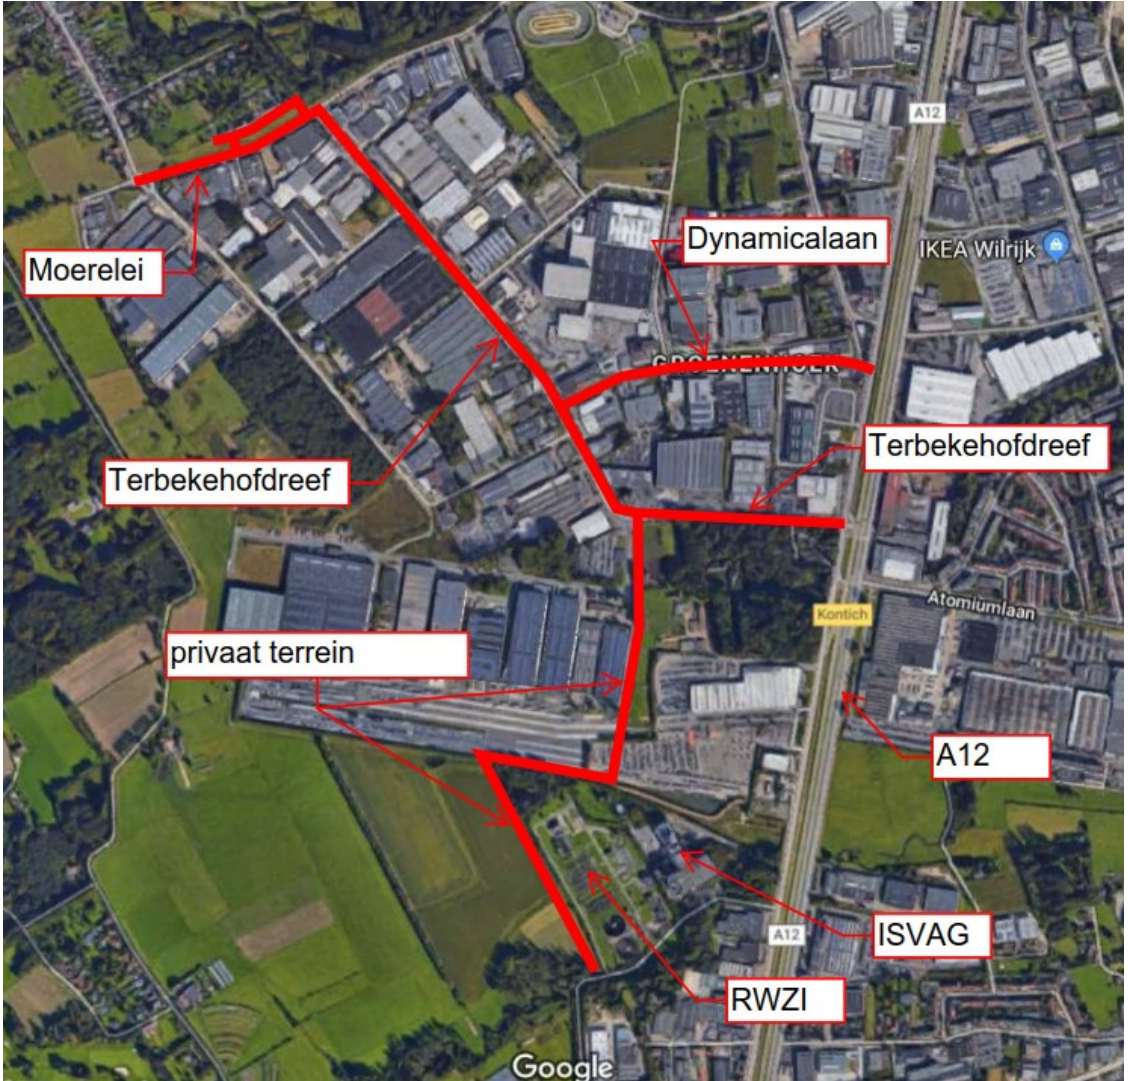 A12
Dynamicalaan
IKEA Wilrijk
Moerelei
GROENENHOEK
Terbekehofdreef
Terbekehofdreef
Atomiumlaan
Kontich
privaat terrein
A12
A12
ISVAG
RWZI
Google